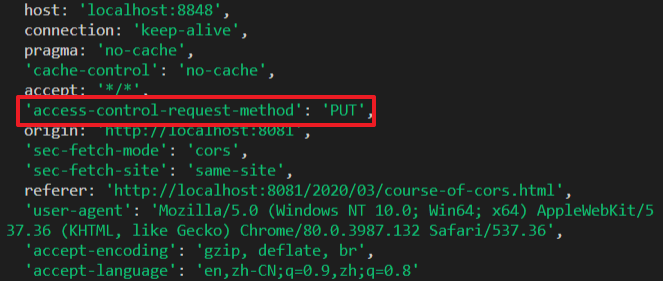 host: 'localhost:8848',
connection: 'keep-alive',
pragma: 'no-cache',
'cache-control': 'no-cache',
accept: '*/*',
'access-control-request-method': 'PUT',
origin: 'http://localhost:8081',
'sec-fetch-mode': 'cors',
'sec-fetch-site': 'same-site',
referer: 'http://localhost:8081/2020/03/course-of-cors.html',
'user-agent': 'Mozilla/5.0 (Windows NT 10.0; Win64; x64) AppleWebKit/5
37.36 (KHTML, like Gecko) Chrome/80.0.3987.132 Safari/537.36',
'accept-encoding': 'gzip, deflate, br',
'accept-language': 'en,zh-CN;q=0.9,zh;q=0.8'